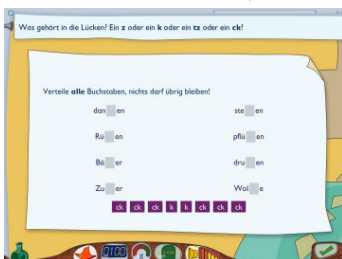 Was gehört in die Lücken? Ein z oder ein k oder ein tz oder ein ck?
Verteile alle Buchstaben, nichts darf übrig bleiben!
dan en ste en
Rü en pflü en
Bä er dru en
Zu er Wol e
ck ck ck k k ck ck ck